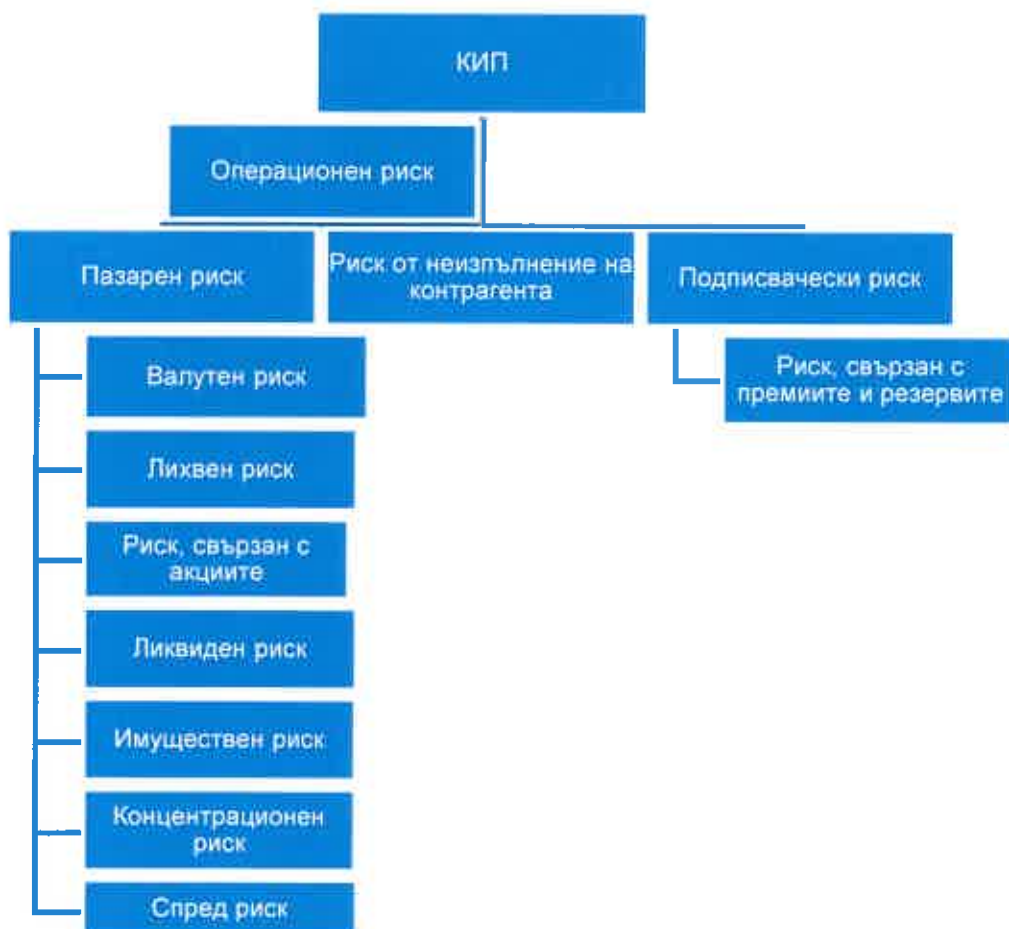 КИП
Операционен риск
Пазарен риск
Риск от неизпълнение на
контрагента
Подписвачески риск
Валутен риск
Риск, свързан с
премиите и резервите
Лихвен риск
Риск, свързан с
акциите
Ликвиден риск
Имуществен риск
Концентрационен
риск
Спред риск